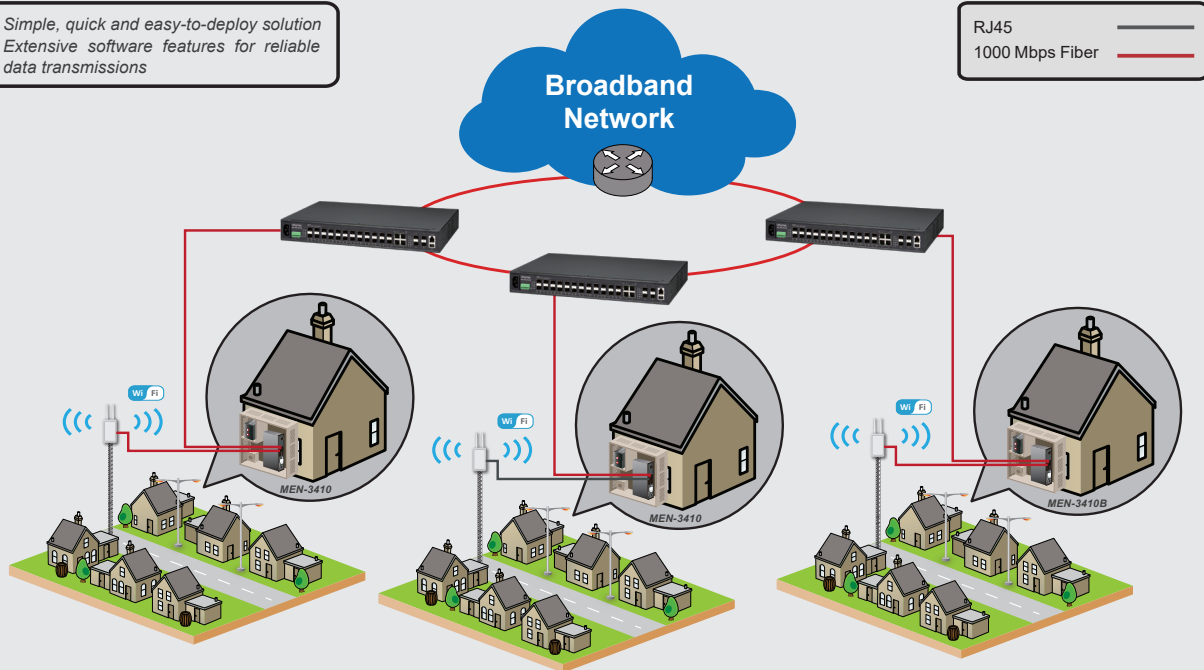 Simple, quick and easy-to-deploy solution
Extensive software features for reliable
data transmissions
RJ45
1000 Mbps Fiber
Broadband
Network
Wi Fi
MEN-3410
Wi Fi
MEN-3410
Wi Fi
MEN-3410B